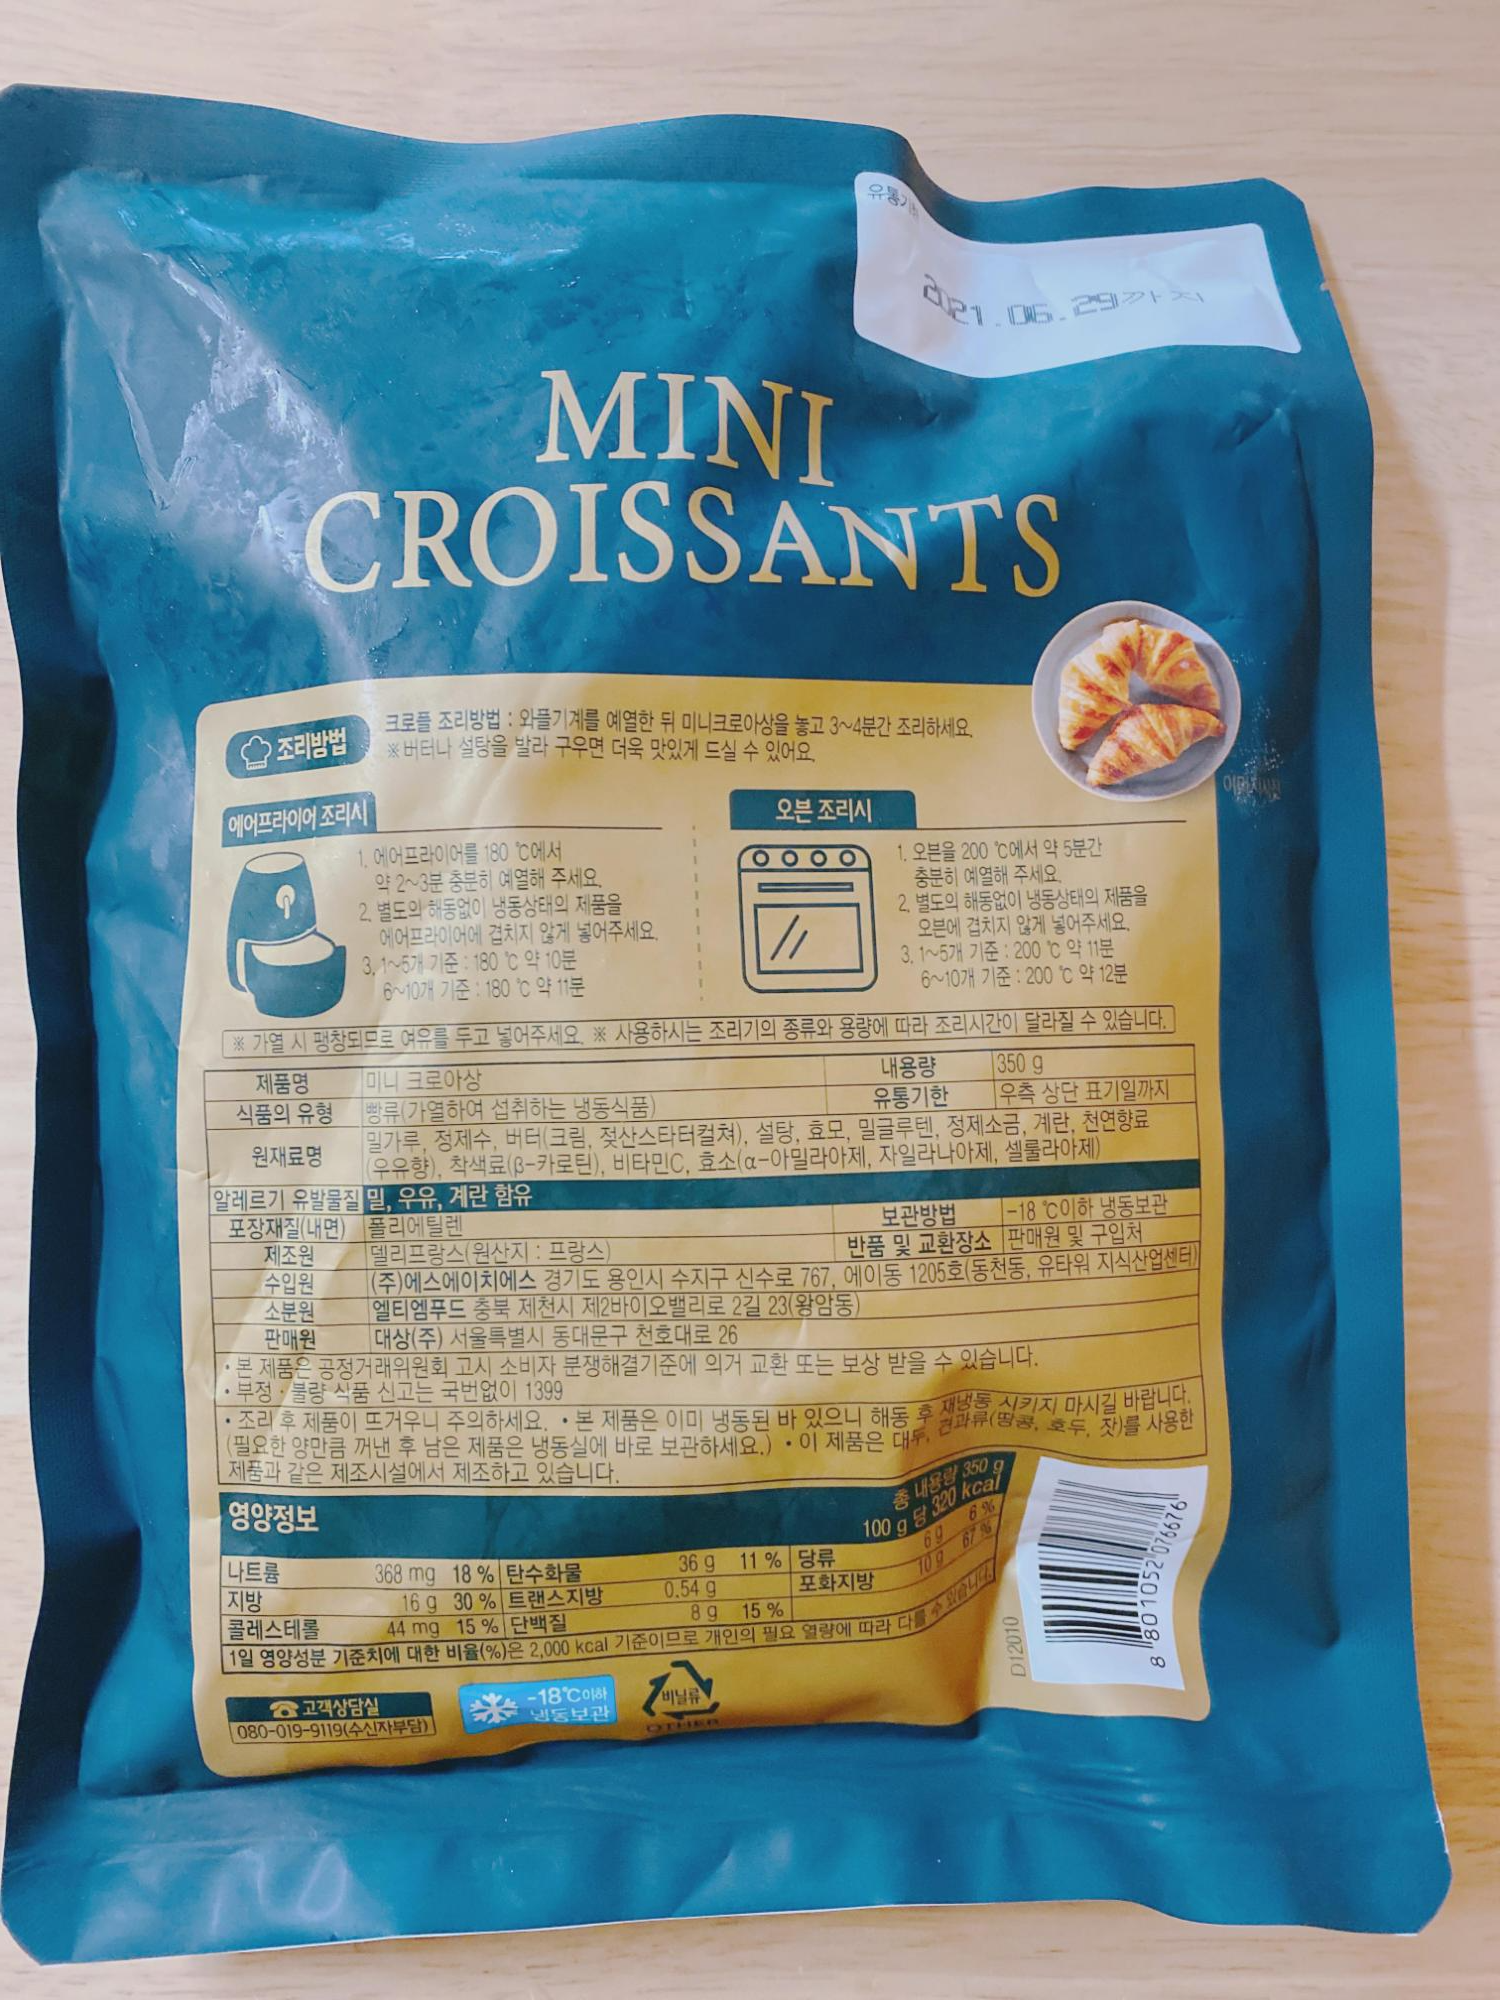 2021.06.29까지
MINI
CROISSANTS
조리방법
크로플 조리방법 : 와플기계를 예열한 뒤 미니크로아상을 놓고 3~4분간 조리하세요.
※버터나 설탕을 발라 구우면 더욱 맛있게 드실 수 있어요.
에어프라이어 조리시
1. 에어프라이어를 180 ℃에서
약 2~3분 충분히 예열해 주세요.
2. 별도의 해동없이 냉동상태의 제품을
에어프라이어에 겹치지 않게 넣어주세요.
3. 1~5개 기준 : 180 ℃ 약 10분
6~10개 기준 : 180 ℃ 약 11분
오븐 조리시
1. 오븐을 200 ℃에서 약 5분간
충분히 예열해 주세요.
2. 별도의 해동없이 냉동상태의 제품을
오븐에 겹치지 않게 넣어주세요.
3. 1~5개 기준 : 200 ℃ 약 11분
6~10개 기준 : 200 ℃ 약 12분
※ 가열 시 팽창되므로 여유를 두고 넣어주세요. ※ 사용하시는 조리기의 종류와 용량에 따라 조리시간이 달라질 수 있습니다.
제품명 미니 크로아상 내용량 350 g
식품의 유형 빵류(가열하여 섭취하는 냉동식품) 유통기한 우측 상단 표기일까지
원재료명 밀가루, 정제수, 버터(크림, 젖산스타터컬쳐), 설탕, 효모, 밀글루텐, 정제소금, 계란, 천연향료
(우유향), 착색료(β-카로틴), 비타민C, 효소(α-아밀라아제, 자일라나아제, 셀룰라아제)
알레르기 유발물질 밀, 우유, 계란 함유
포장재질(내면) 폴리에틸렌 보관방법 -18 ℃이하 냉동보관
제조원 델리프랑스(원산지 : 프랑스) 반품 및 교환장소 판매원 및 구입처
수입원 (주)에스에이치에스 경기도 용인시 수지구 신수로 767, 에이동 1205호(동천동, 유타워 지식산업센터)
소분원 엘티엠푸드 충북 제천시 제2바이오밸리로 2길 23(왕암동)
판매원 대상(주) 서울특별시 동대문구 천호대로 26
• 본 제품은 공정거래위원회 고시 소비자 분쟁해결기준에 의거 교환 또는 보상 받을 수 있습니다.
• 부정 · 불량 식품 신고는 국번없이 1399
• 조리 후 제품이 뜨거우니 주의하세요. • 본 제품은 이미 냉동된 바 있으니 해동 후 재냉동 시키지 마시길 바랍니다.
(필요한 양만큼 꺼낸 후 남은 제품은 냉동실에 바로 보관하세요.) • 이 제품은 대두, 견과류(땅콩, 호두, 잣)를 사용한
제품과 같은 제조시설에서 제조하고 있습니다.
영양정보
총 내용량 350 g
100 g 당 320 kcal
나트륨 368 mg 18 % 탄수화물 36 g 11 % 당류 6 g 6 %
지방 16 g 30 % 트랜스지방 0.54 g 포화지방 10 g 67 %
콜레스테롤 44 mg 15 % 단백질 8 g 15 %
1일 영양성분 기준치에 대한 비율(%)은 2,000 kcal 기준이므로 개인의 필요 열량에 따라 다를 수 있습니다.
D12010
8 801052 076676
고객상담실
080-019-9119(수신자부담)
-18℃이하
냉동보관
비닐류
OTHER